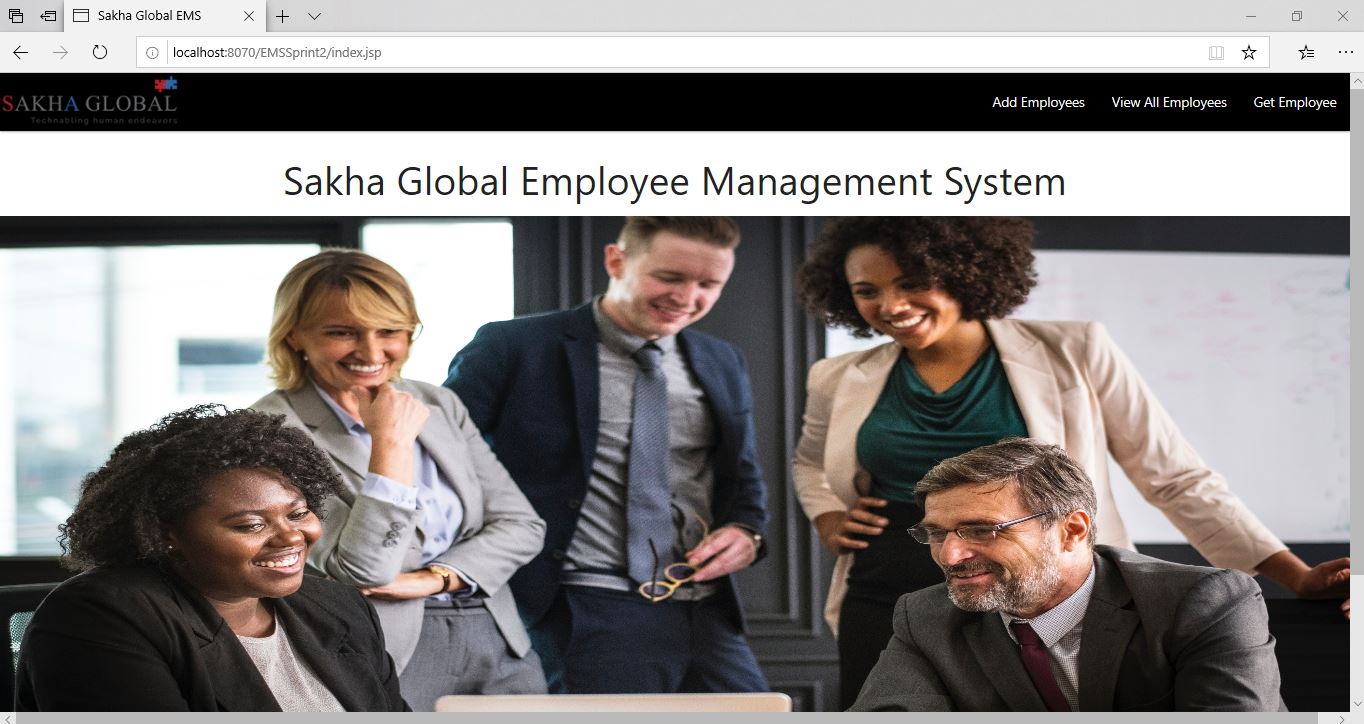 Sakha Global EMS
localhost:8070/EMSSprint2/index.jsp
SAKHA GLOBAL
Technabling human endeavors
Add Employees
View All Employees
Get Employee
Sakha Global Employee Management System